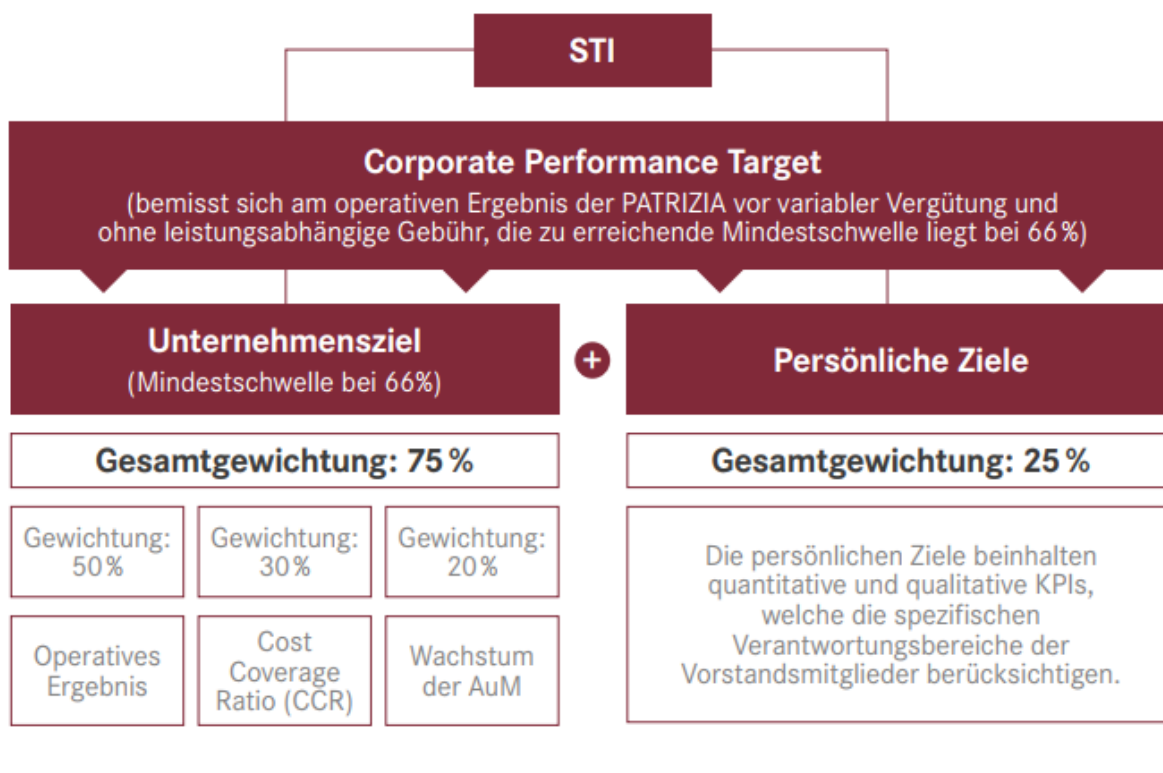 STI
Corporate Performance Target
(bemisst sich am operativen Ergebnis der PATRIZIA vor variabler Vergütung und
ohne leistungsabhängige Gebühr, die zu erreichende Mindestschwelle liegt bei 66 %)
Unternehmensziel
(Mindestschwelle bei 66%)
+
Persönliche Ziele
Gesamtgewichtung: 75 %
Gesamtgewichtung: 25 %
Gewichtung:
50 %
Gewichtung:
30 %
Gewichtung:
20 %
Operatives
Ergebnis
Cost
Coverage
Ratio (CCR)
Wachstum
der AuM
Die persönlichen Ziele beinhalten
quantitative und qualitative KPIs,
welche die spezifischen
Verantwortungsbereiche der
Vorstandsmitglieder berücksichtigen.